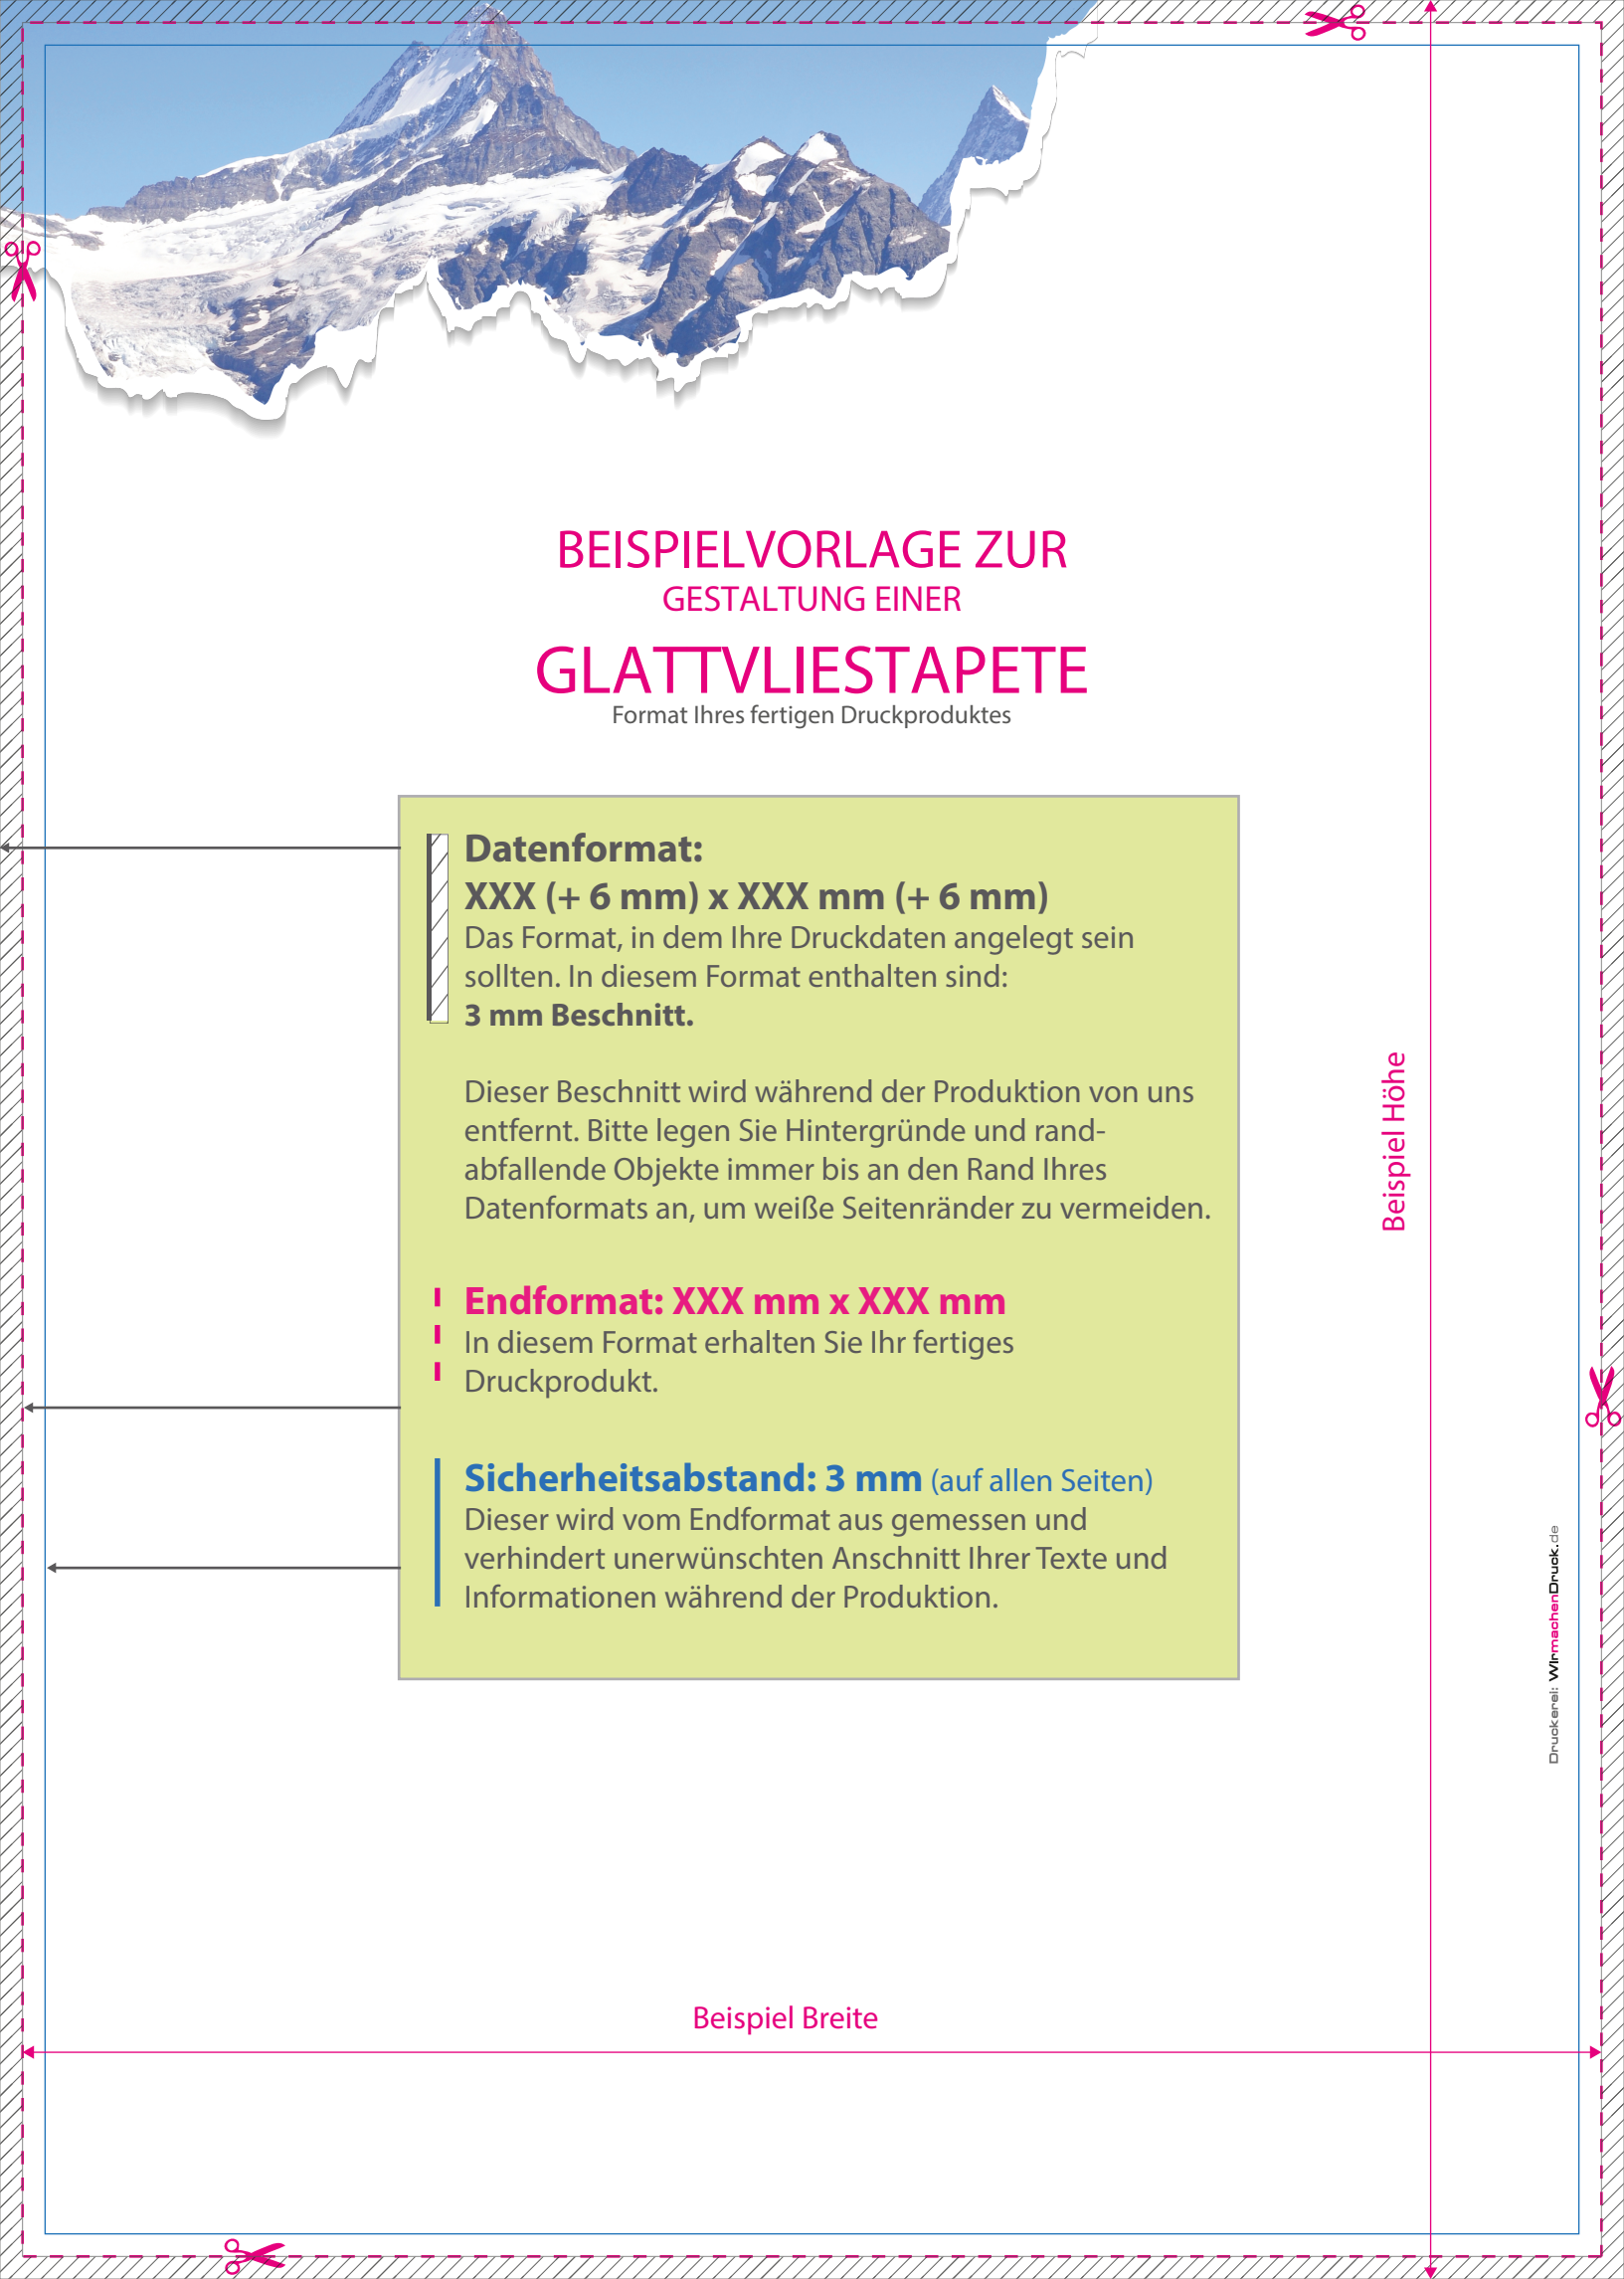 BEISPIELVORLAGE ZUR
GESTALTUNG EINER
GLATTVLIESTAPETE
Format Ihres fertigen Druckproduktes
Datenformat:
XXX (+ 6 mm) x XXX mm (+ 6 mm)
Das Format, in dem Ihre Druckdaten angelegt sein
sollten. In diesem Format enthalten sind:
3 mm Beschnitt.
Dieser Beschnitt wird während der Produktion von uns
entfernt. Bitte legen Sie Hintergründe und rand-
abfallende Objekte immer bis an den Rand Ihres
Datenformats an, um weiße Seitenränder zu vermeiden.
Endformat: XXX mm x XXX mm
In diesem Format erhalten Sie Ihr fertiges
Druckprodukt.
Sicherheitsabstand: 3 mm (auf allen Seiten)
Dieser wird vom Endformat aus gemessen und
verhindert unerwünschten Anschnitt Ihrer Texte und
Informationen während der Produktion.
Beispiel Höhe
Druckerei: WirmachenDruck.de
Beispiel Breite